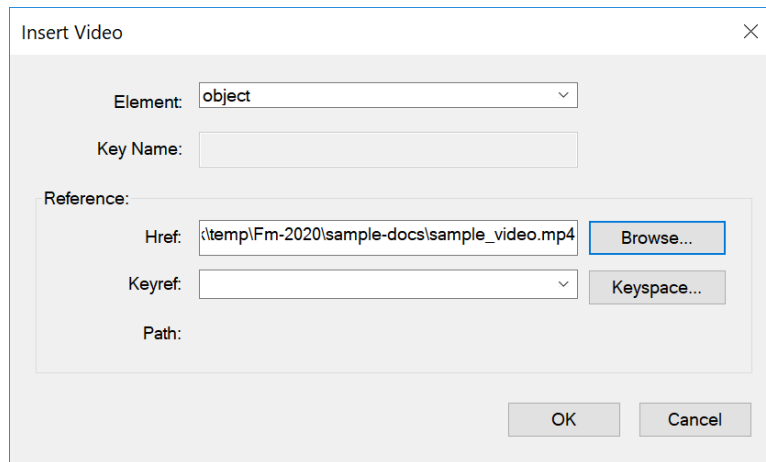 Insert Video
Element: object
Key Name:
Reference:
Href: \temp\Fm-2020\sample-docs\sample_video.mp4 Browse...
Keyref: Keyspace...
Path:
OK Cancel